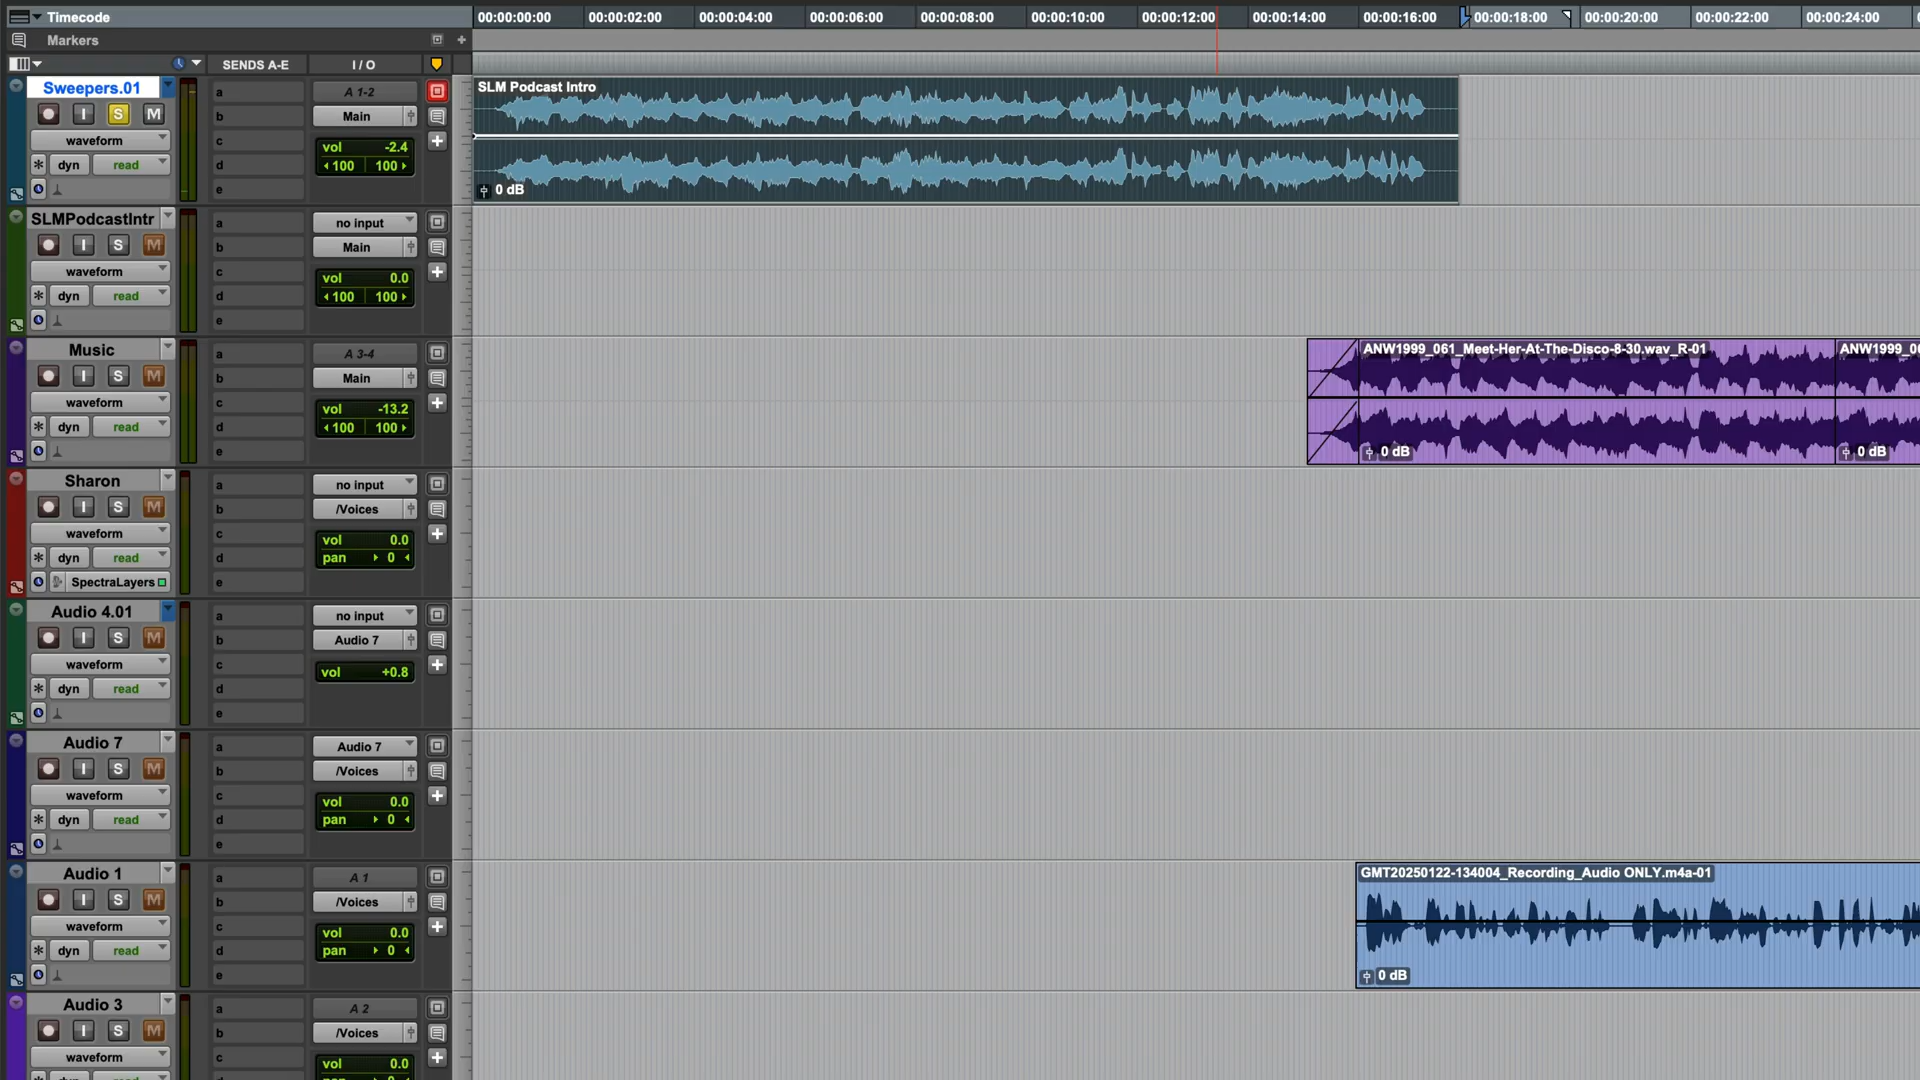 Timecode
00:00:00:00 00:00:02:00 00:00:04:00 00:00:06:00 00:00:08:00 00:00:10:00 00:00:12:00 00:00:14:00 00:00:16:00 00:00:18:00 00:00:20:00 00:00:22:00 00:00:24:00
Markers
SENDS A-E I / O
Sweepers.01
a
A 1-2
SLM Podcast Intro
I S M
b
Main
waveform
c
vol -2.4
dyn read
d
100 100
e
0 dB
SLMPodcastIntr
a
no input
I S M
b
Main
waveform
c
vol 0.0
dyn read
d
100 100
e
Music
a
A 3-4
ANW1999_061_Meet-Her-At-The-Disco-8-30.wav_R-01
I S M
b
Main
waveform
c
vol -13.2
dyn read
d
100 100
e
0 dB
0 dB
Sharon
a
no input
I S M
b
/Voices
waveform
c
vol 0.0
dyn read
d
pan 0
SpectraLayers
e
Audio 4.01
a
no input
I S M
b
Audio 7
waveform
c
vol +0.8
dyn read
d
e
Audio 7
a
Audio 7
I S M
b
/Voices
waveform
c
vol 0.0
dyn read
d
pan 0
e
Audio 1
a
A 1
GMT20250122-134004_Recording_Audio ONLY.m4a-01
I S M
b
/Voices
waveform
c
vol 0.0
dyn read
d
pan 0
e
0 dB
Audio 3
a
A 2
I S M
b
/Voices
waveform
c
vol 0.0